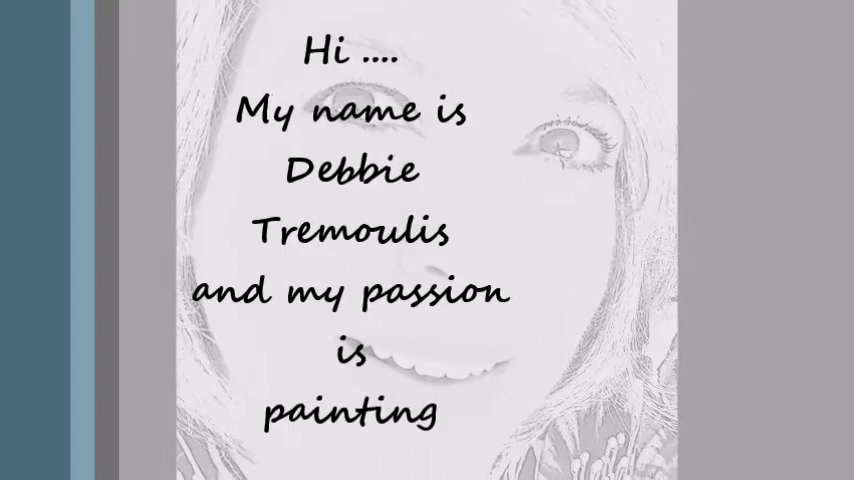 Hi ....
My name is
Debbie
Tremoulis
and my passion
is
painting